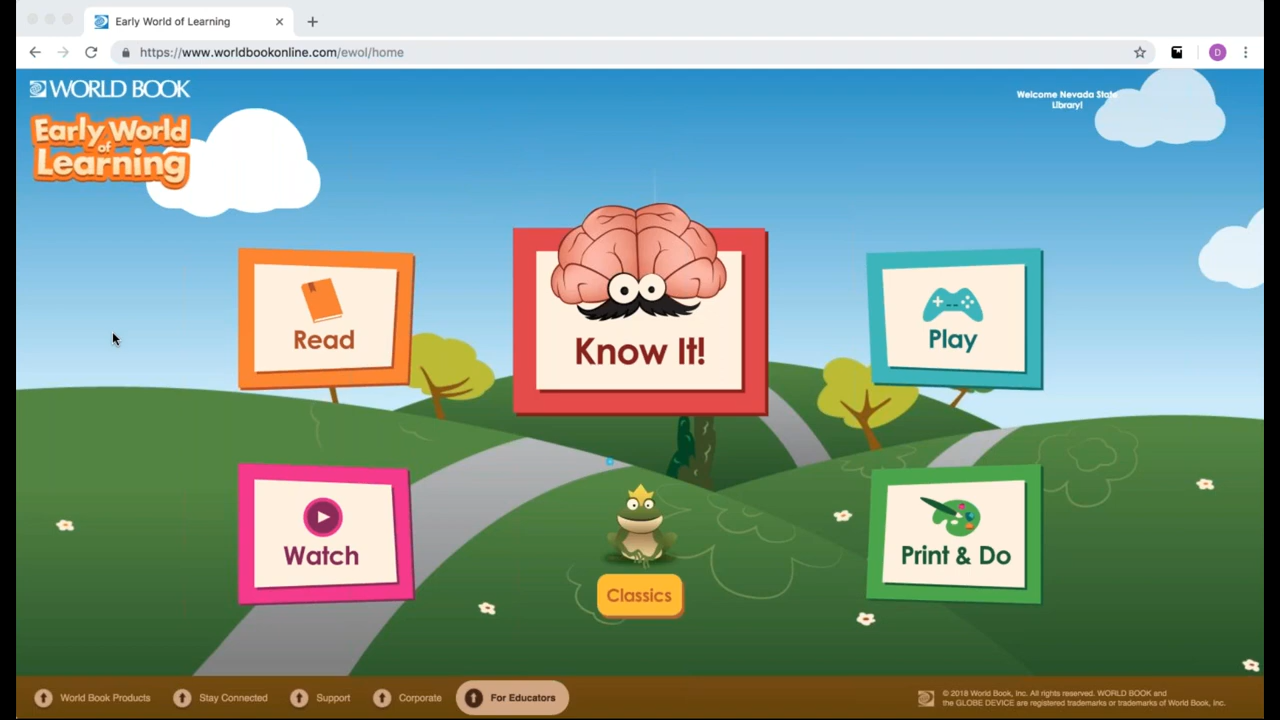 Early World of Learning
https://www.worldbookonline.com/ewol/home
D
WORLD BOOK
Welcome Nevada State
Library!
Early World
of
Learning
Read
Know It!
Play
Watch
Print & Do
Classics
World Book Products
Stay Connected
Support
Corporate
For Educators
© 2018 World Book, Inc. All rights reserved. WORLD BOOK and
the GLOBE DEVICE are registered trademarks or trademarks of World Book, Inc.